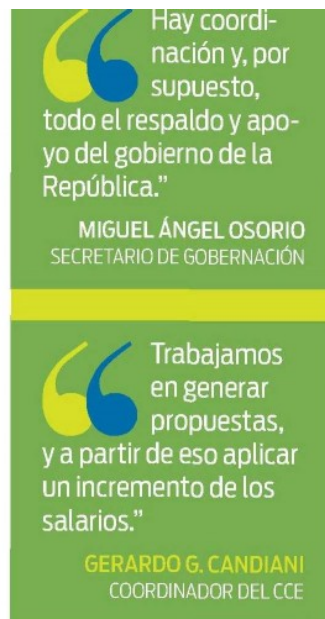 Hay coordi-
nación y, por
supuesto,
todo el respaldo y apo-
yo del gobierno de la
República.”
MIGUEL ÁNGEL OSORIO
SECRETARIO DE GOBERNACIÓN
Trabajamos
en generar
propuestas,
y a partir de eso aplicar
un incremento de los
salarios.”
GERARDO G. CANDIANI
COORDINADOR DEL CCE